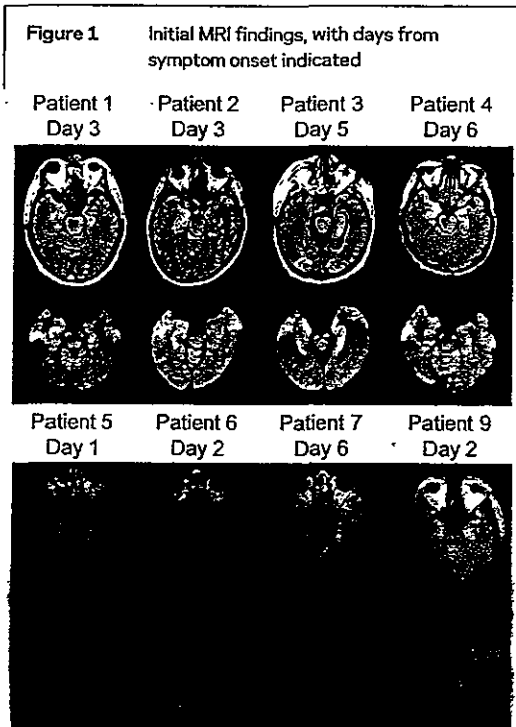 Figure 1 Initial MRI findings, with days from
symptom onset indicated
Patient 1 Patient 2 Patient 3 Patient 4
Day 3 Day 3 Day 5 Day 6
Patient 5 Patient 6 Patient 7 Patient 9
Day 1 Day 2 Day 6 Day 2